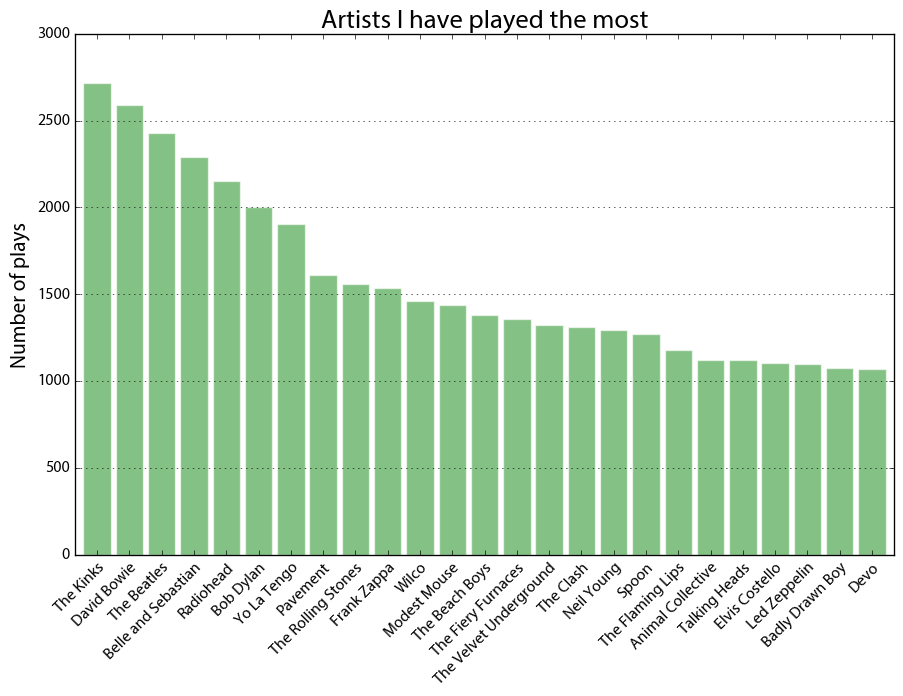 Artists I have played the most
Number of plays
3000
2500
2000
1500
1000
500
0
The Kinks
David Bowie
The Beatles
Belle and Sebastian
Radiohead
Bob Dylan
Yo La Tengo
Pavement
The Rolling Stones
Frank Zappa
Wilco
Modest Mouse
The Beach Boys
The Fiery Furnaces
The Velvet Underground
The Clash
Neil Young
Spoon
The Flaming Lips
Animal Collective
Talking Heads
Elvis Costello
Led Zeppelin
Badly Drawn Boy
Devo